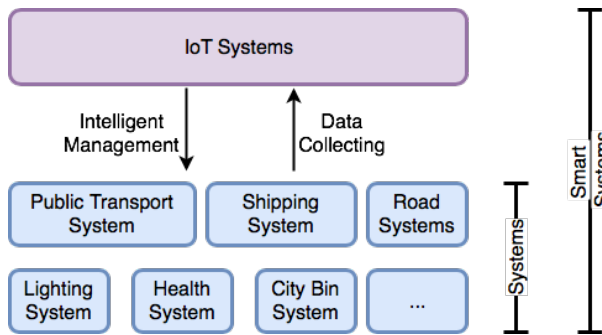 IoT Systems
Intelligent
Management
Data
Collecting
Public Transport
System
Shipping
System
Road
Systems
Lighting
System
Health
System
City Bin
System
...
Systems
Smart
Systems